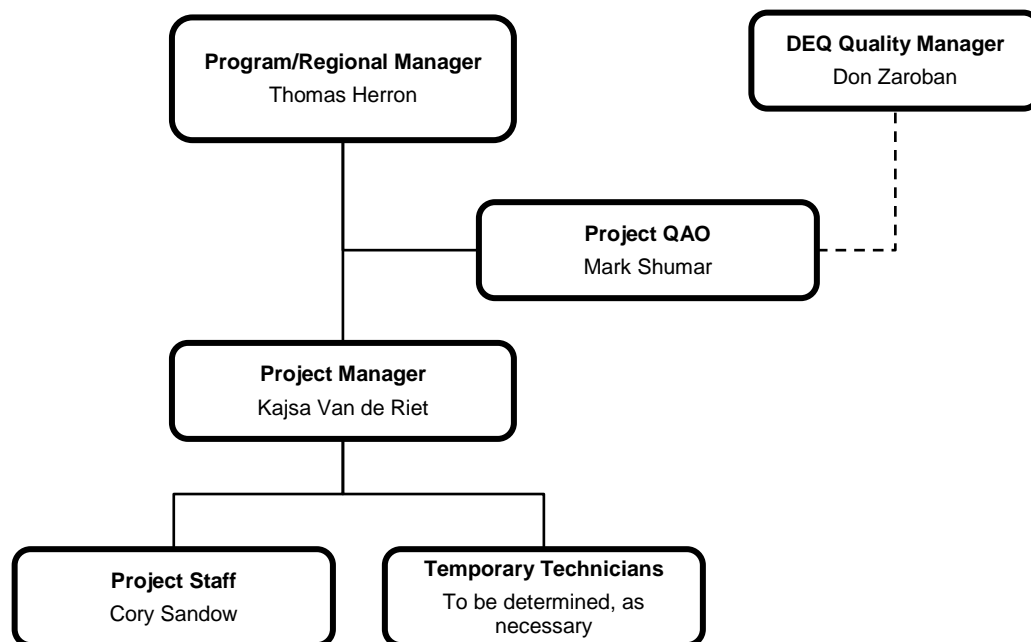 Program/Regional Manager
Thomas Herron
DEQ Quality Manager
Don Zaroban
Project QAO
Mark Shumar
Project Manager
Kajsa Van de Riet
Project Staff
Cory Sandow
Temporary Technicians
To be determined, as
necessary